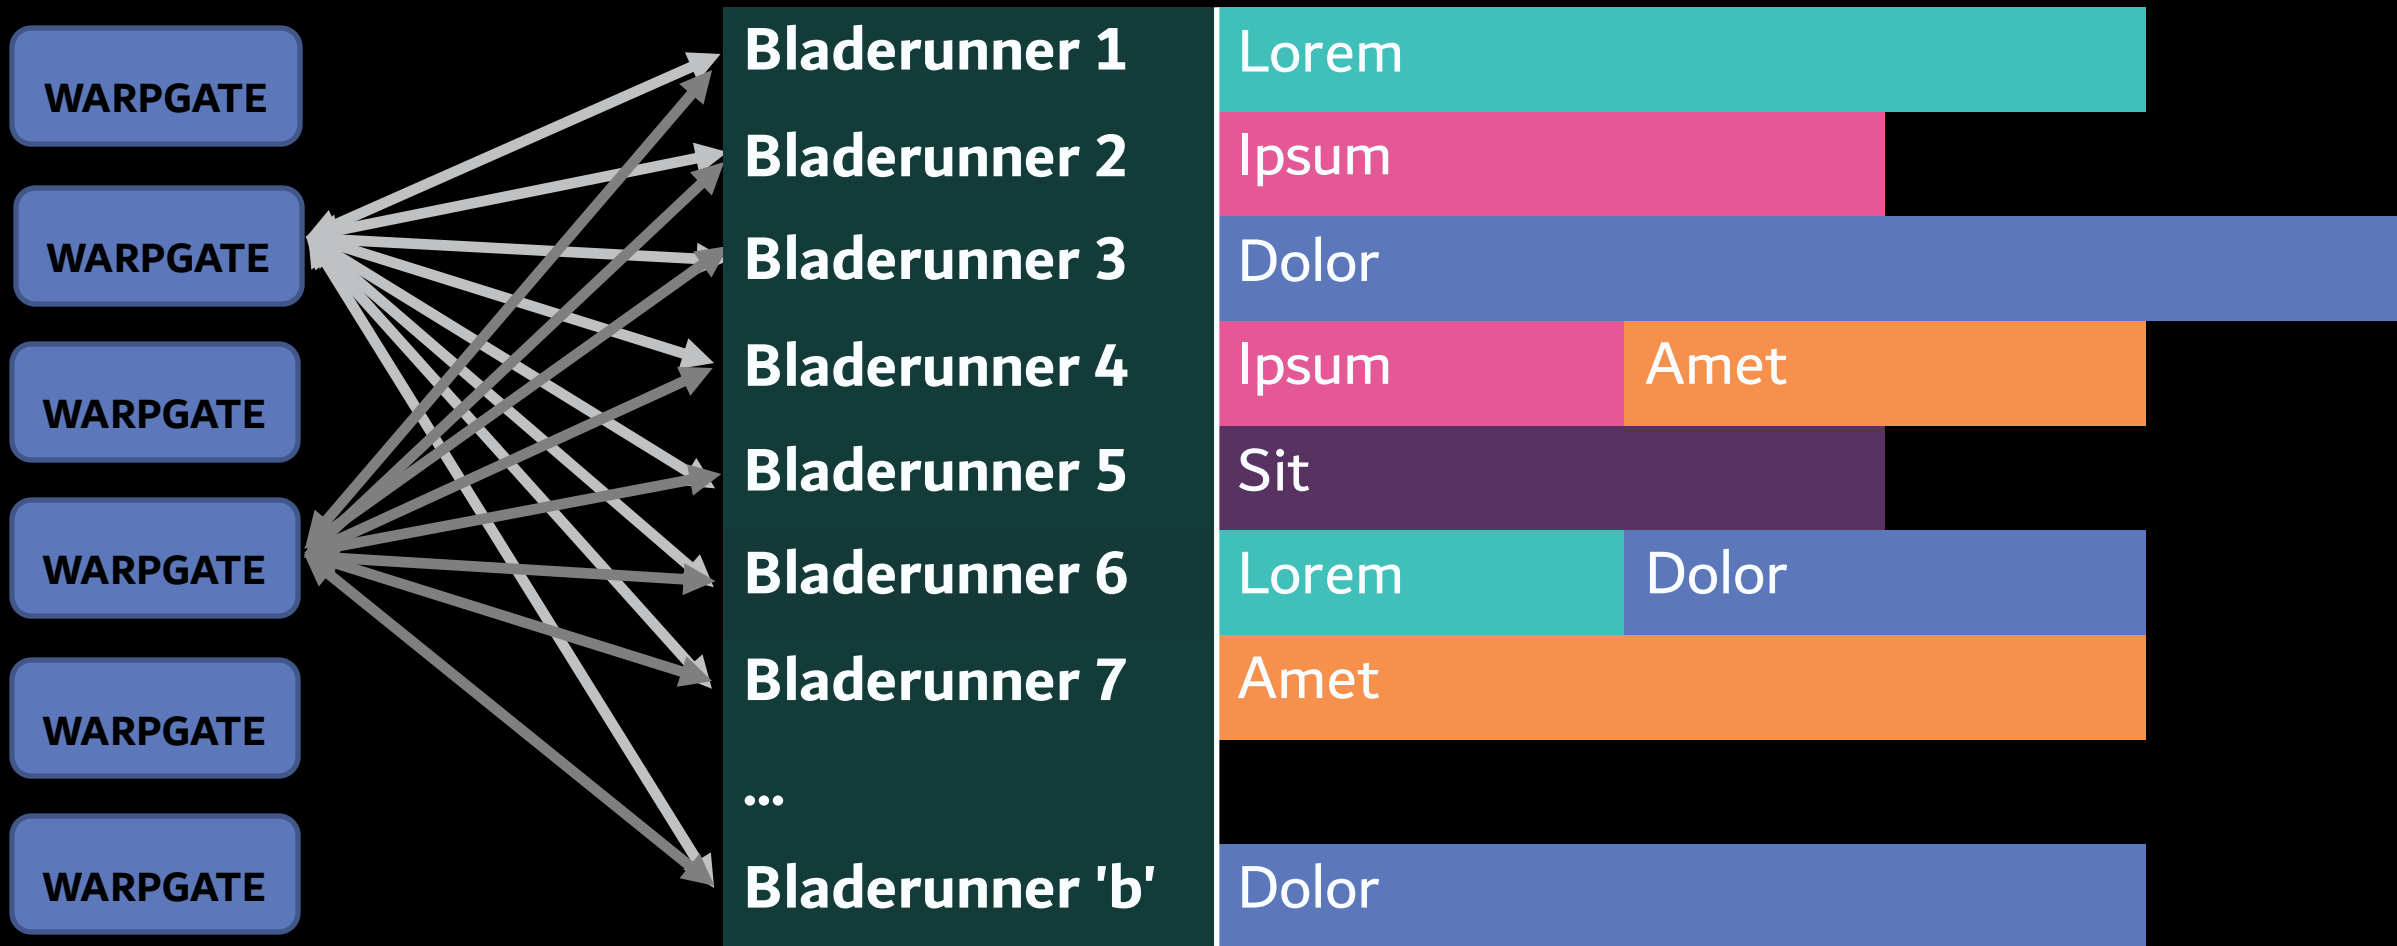 WARPGATE
WARPGATE
WARPGATE
WARPGATE
WARPGATE
WARPGATE
Bladerunner 1 Lorem
Bladerunner 2 Ipsum
Bladerunner 3 Dolor
Bladerunner 4 Ipsum Amet
Bladerunner 5 Sit
Bladerunner 6 Lorem Dolor
Bladerunner 7 Amet
...
Bladerunner 'b' Dolor